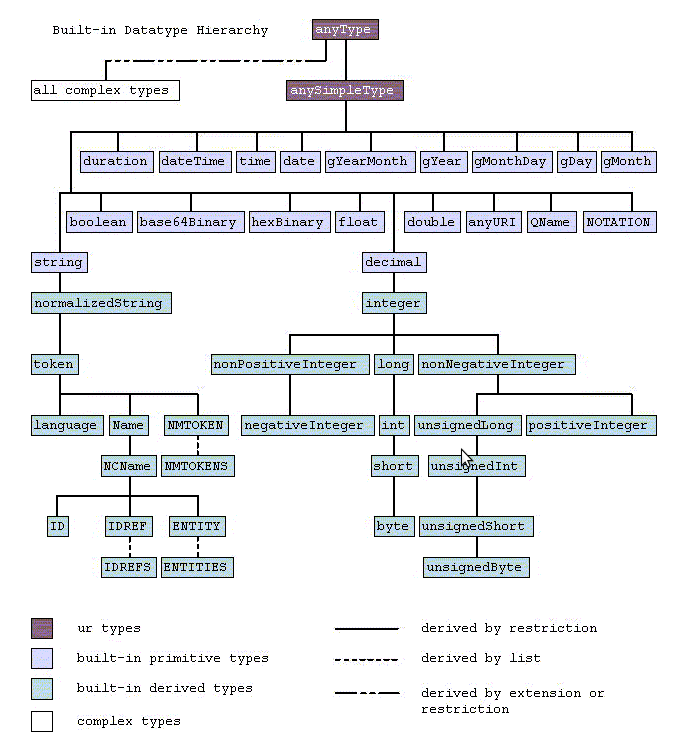 Built-in Datatype Hierarchy
anyType
all complex types
anySimpleType
duration dateTime time date gYearMonth gYear gMonthDay gDay gMonth
boolean base64Binary hexBinary float double anyURI QName NOTATION
string decimal
normalizedString integer
token nonPositiveInteger long nonNegativeInteger
language Name NMTOKEN negativeInteger int unsignedLong positiveInteger
NCName NMTOKENS short unsignedInt
ID IDREF ENTITY byte unsignedShort
IDREFS ENTITIES unsignedByte
ur types derived by restriction
built-in primitive types derived by list
built-in derived types derived by extension or
restriction
complex types